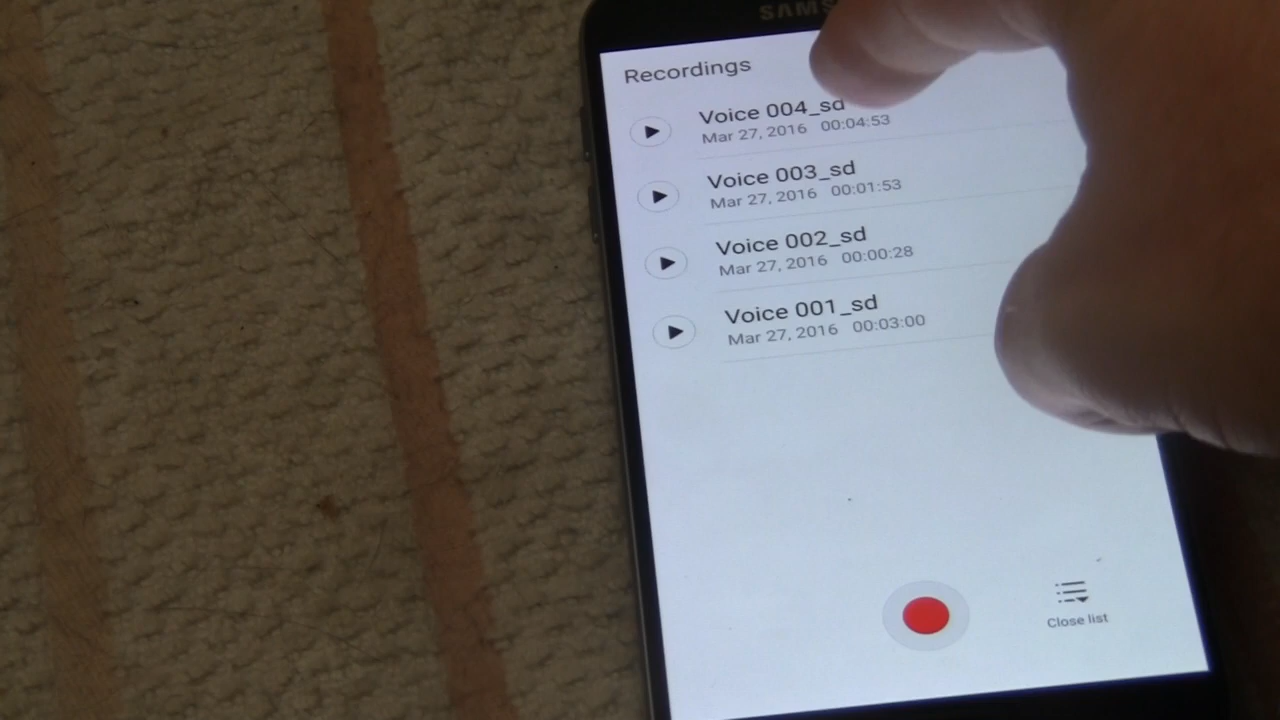 SAMS
Recordings
Voice 004_sd
Mar 27, 2016 00:04:53
Voice 003_sd
Mar 27, 2016 00:01:53
Voice 002_sd
Mar 27, 2016 00:00:28
Voice 001_sd
Mar 27, 2016 00:03:00
Close list